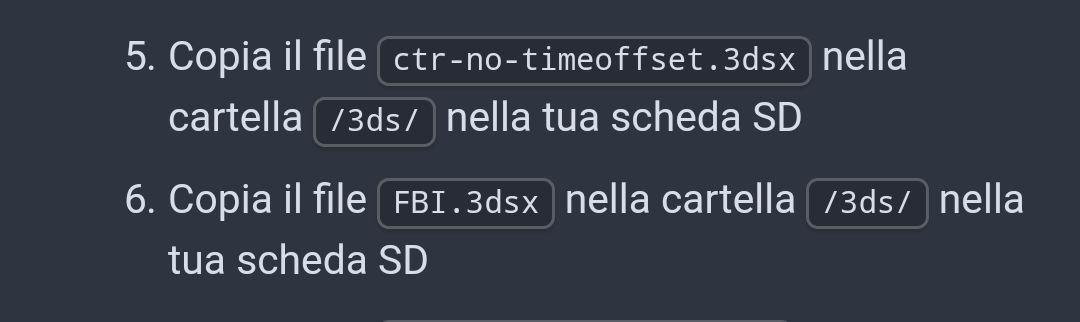 5. Copia il file ctr-no-timeoffset.3dsx nella
cartella /3ds/ nella tua scheda SD
6. Copia il file FBI.3dsx nella cartella /3ds/ nella
tua scheda SD